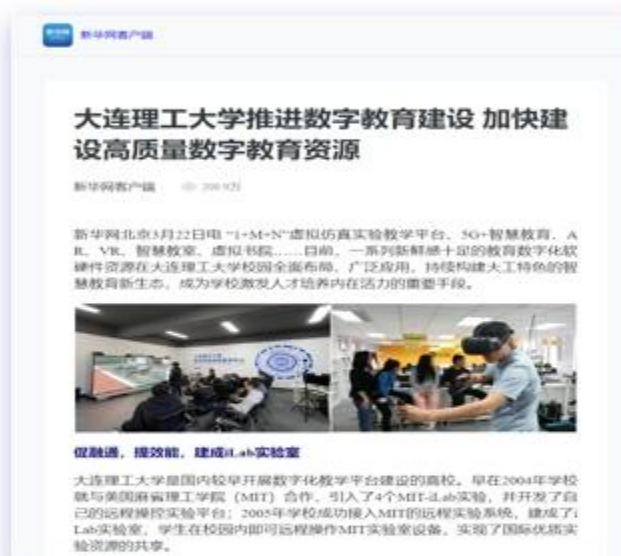 新华网客户端
大连理工大学推进数字教育建设 加快建
设高质量数字教育资源
新华网客户端
新华网北京3月22日电 “1+M+N”虚拟仿真实验教学平台、5G+智慧教育、A
R、VR、智慧教室、虚拟书院……目前，一系列新鲜感十足的教育数字化软
硬件资源在大连理工大学校园全面布局、广泛应用，持续构建大工特色的智
慧教育新生态，成为学校激发人才培养内在活力的重要手段。
促融通，提效能，建成iLab实验室
大连理工大学是国内较早开展数字化教学平台建设的高校。早在2004年学校
就与美国麻省理工学院（MIT）合作，引入了4个MIT-iLab实验，并开发了自
己的远程操控实验平台；2005年学校成功接入MIT的远程实验系统，建成了i
Lab实验室，学生在校园内即可远程操作MIT实验室设备，实现了国际优质实
验资源的共享。